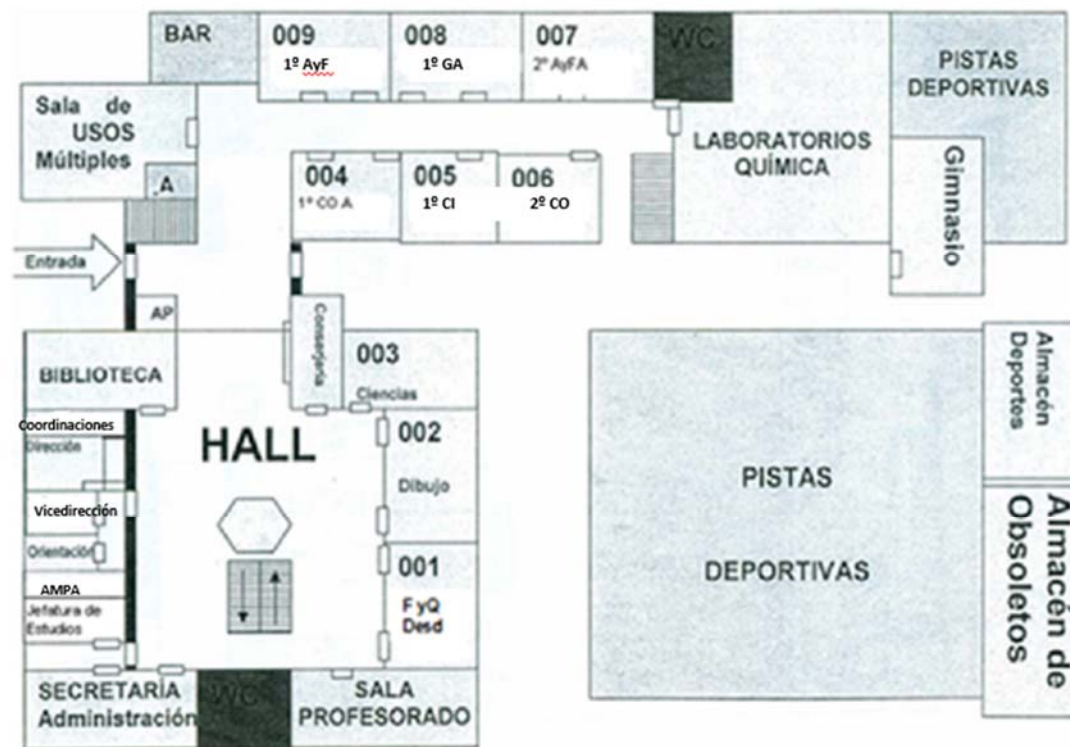 BAR
009
1º AyF
008
1º GA
007
2º AyFA
WC
PISTAS
DEPORTIVAS
Sala de
USOS
Múltiples
.A
LABORATORIOS
QUÍMICA
Gimnasio
004
1º CO A
005
1º CI
006
2º CO
Entrada
AP
Conserjería
BIBLIOTECA
003
Ciencias
Almacén
Deportes
Coordinaciones
Dirección
HALL
002
Dibujo
PISTAS
DEPORTIVAS
Vicedirección
Orientación
AMPA
Jefatura de
Estudios
001
F yQ
Desd
Almacén de
Obsoletos
SECRETARÍA
Administración
WC
SALA
PROFESORADO